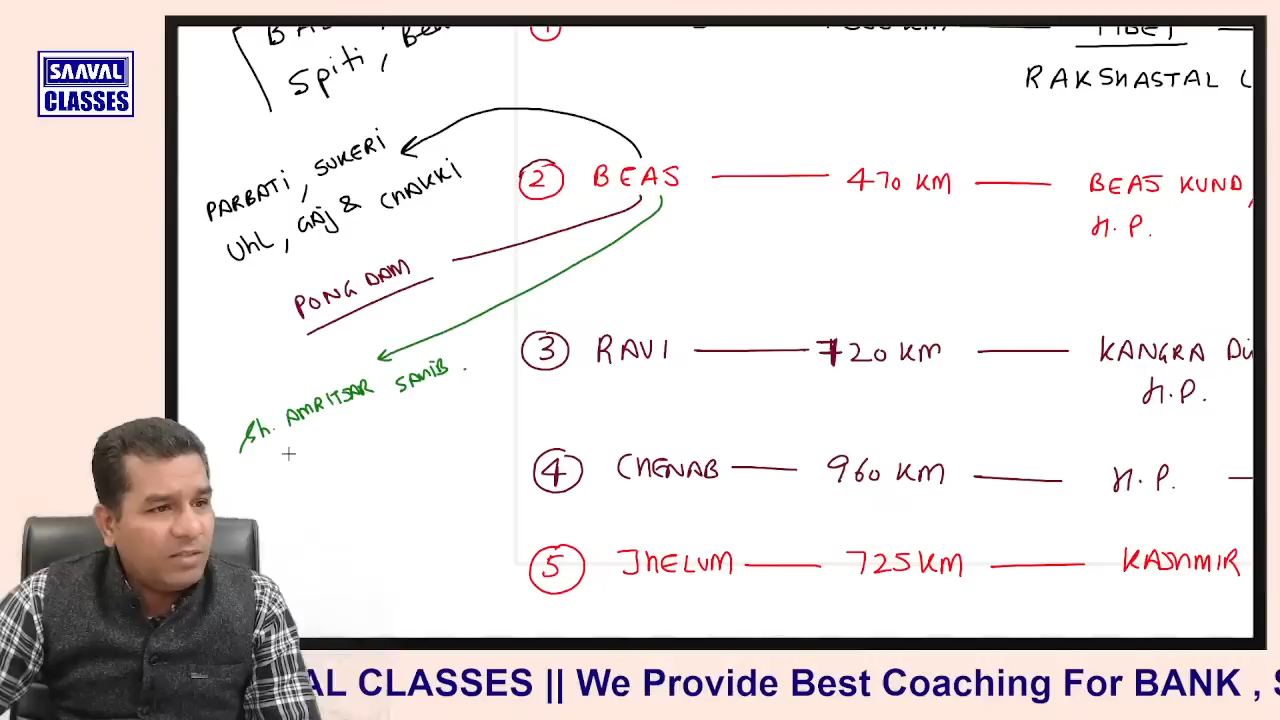 SAAVAL
CLASSES
Spiti,
RAKSHASTAL
PARBATI, SUKERI
Uhl, GAJ & CHAKKI
PONG DAM
Sh. AMRITSAR SAHIB.
2 BEAS — 470 KM — BEAS KUND,
H.P.
3 RAVI — 720 KM — KANGRA Di
H.P.
4 CHENAB — 960 KM — H.P. —
5 JHELUM — 725 KM — KASHMIR
AL CLASSES || We Provide Best Coaching For BANK , S